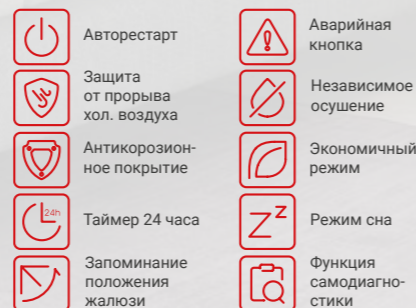 Авторестарт
Защита
от прорыва
хол. воздуха
Антикорозион-
ное покрытие
24h
Таймер 24 часа
Запоминание
положения
жалюзи
Аварийная
кнопка
Независимое
осушение
Экономичный
режим
Z z
Режим сна
Функция
самодиагно-
стики